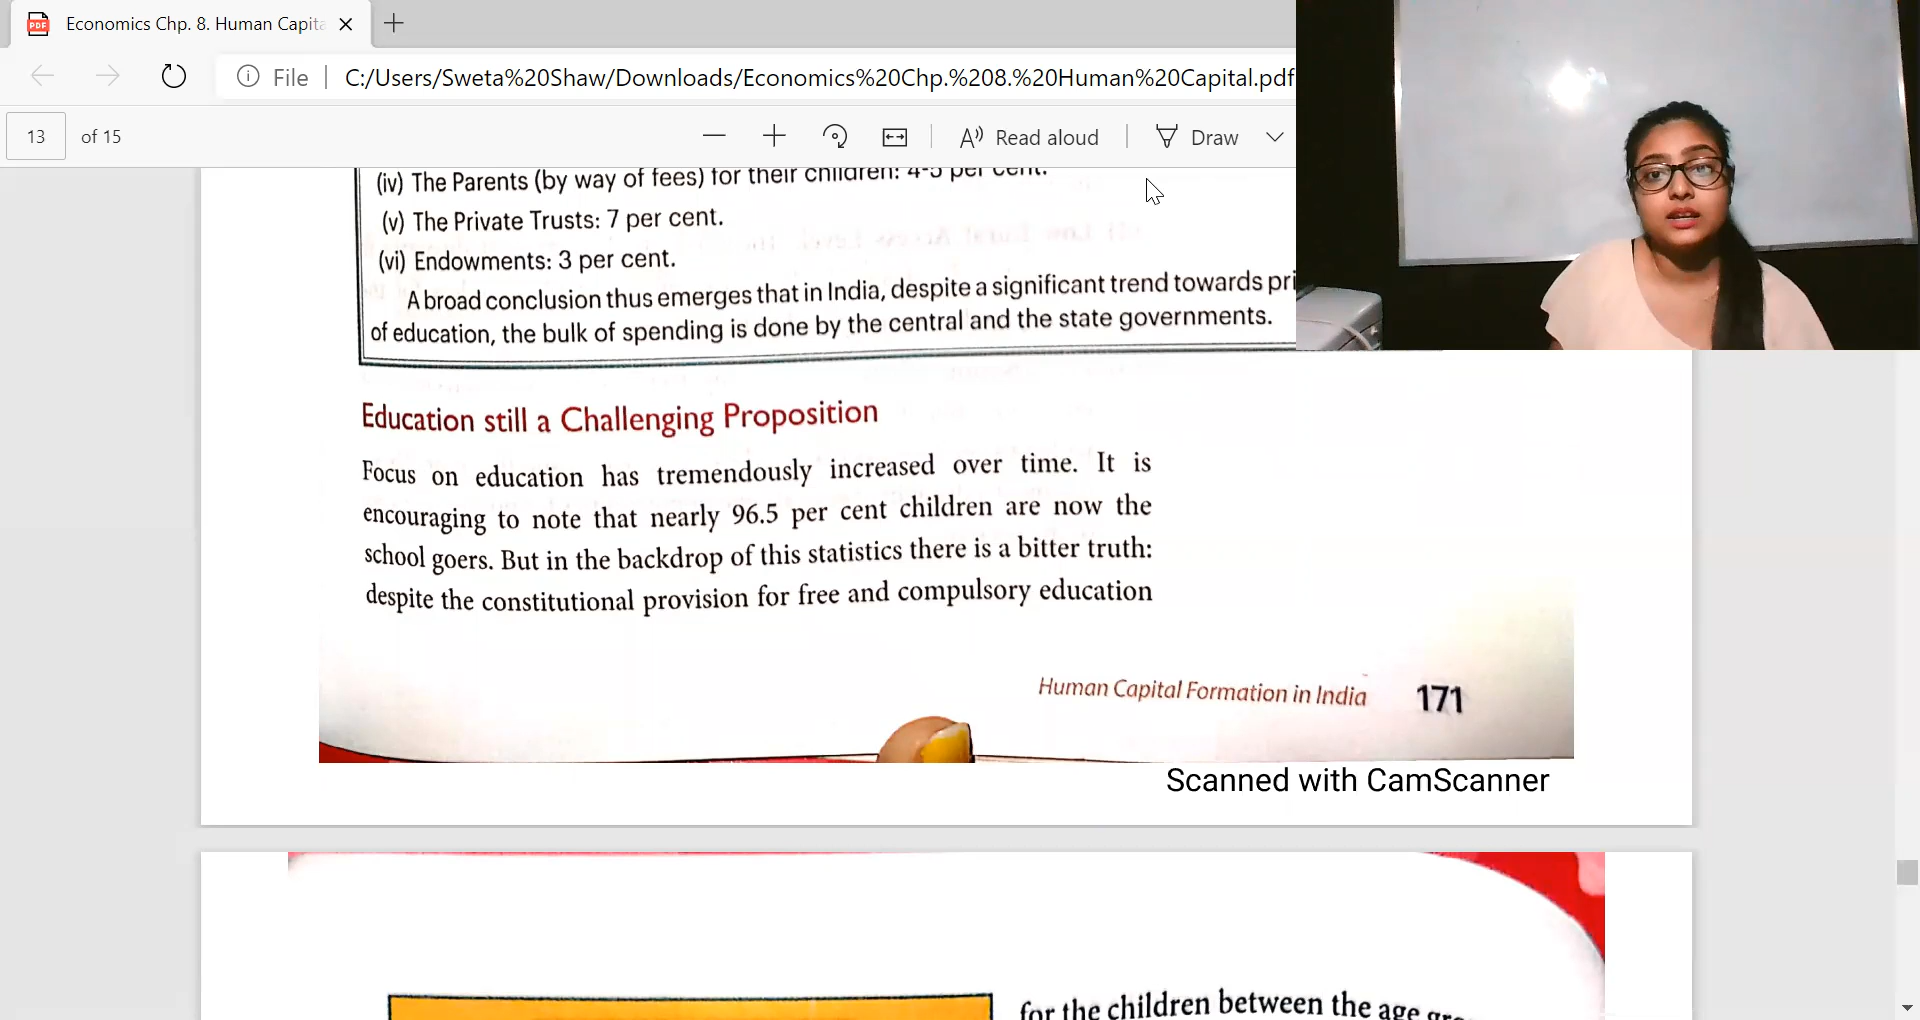 Economics Chp. 8. Human Capita
File
C:/Users/Sweta%20Shaw/Downloads/Economics%20Chp.%208.%20Human%20Capital.pdf
13 of 15
Read aloud
Draw
(iv) The Parents (by way of fees) for their children: 4-5 per cent.
(v) The Private Trusts: 7 per cent.
(vi) Endowments: 3 per cent.
A broad conclusion thus emerges that in India, despite a significant trend towards pri
of education, the bulk of spending is done by the central and the state governments.
Education still a Challenging Proposition
Focus on education has tremendously increased over time. It is
encouraging to note that nearly 96.5 per cent children are now the
school goers. But in the backdrop of this statistics there is a bitter truth:
despite the constitutional provision for free and compulsory education
Human Capital Formation in India 171
Scanned with CamScanner
for the children between the age